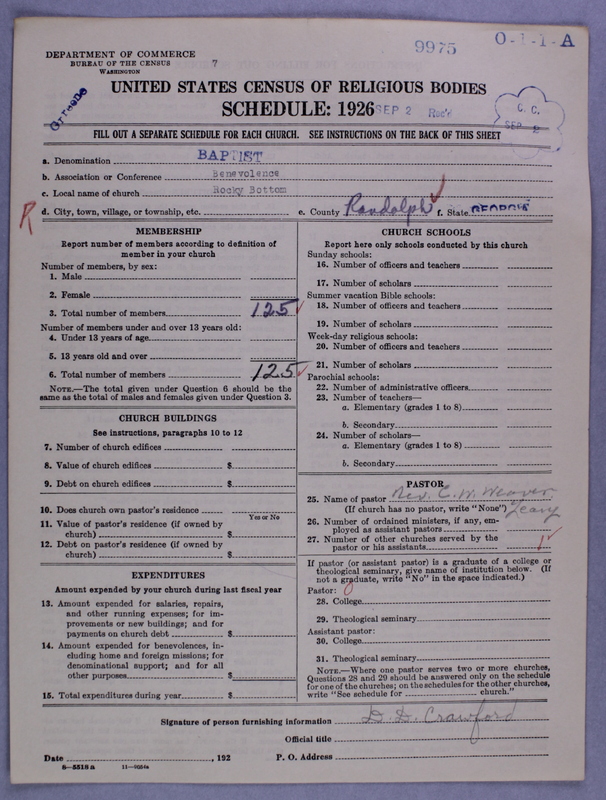 9975
O-1-1-A
DEPARTMENT OF COMMERCE
BUREAU OF THE CENSUS
WASHINGTON
7
UNITED STATES CENSUS OF RELIGIOUS BODIES
SCHEDULE: 1926
SEP 2 Rec'd
Greene
C. C.
SEP 2
FILL OUT A SEPARATE SCHEDULE FOR EACH CHURCH. SEE INSTRUCTIONS ON THE BACK OF THIS SHEET
a. Denomination BAPTIST
b. Association or Conference Benevolence
c. Local name of church Rocky Bottom
R
d. City, town, village, or township, etc.
e. County Randolph f. State GEORGIA
MEMBERSHIP
Report number of members according to definition of
member in your church
Number of members, by sex:
1. Male
2. Female
3. Total number of members 125
Number of members under and over 13 years old:
4. Under 13 years of age
5. 13 years old and over
6. Total number of members 125
NOTE.—The total given under Question 6 should be the
same as the total of males and females given under Question 3.
CHURCH BUILDINGS
See instructions, paragraphs 10 to 12
7. Number of church edifices
8. Value of church edifices $
9. Debt on church edifices $
10. Does church own pastor's residence
Yes or No
11. Value of pastor's residence (if owned by
church) $
12. Debt on pastor's residence (if owned by
church) $
EXPENDITURES
Amount expended by your church during last fiscal year
13. Amount expended for salaries, repairs,
and other running expenses; for im-
provements or new buildings; and for
payments on church debt $
14. Amount expended for benevolences, in-
cluding home and foreign missions; for
denominational support; and for all
other purposes $
15. Total expenditures during year $
CHURCH SCHOOLS
Report here only schools conducted by this church
Sunday schools:
16. Number of officers and teachers
17. Number of scholars
Summer vacation Bible schools:
18. Number of officers and teachers
19. Number of scholars
Week-day religious schools:
20. Number of officers and teachers
21. Number of scholars
Parochial schools:
22. Number of administrative officers
23. Number of teachers—
a. Elementary (grades 1 to 8)
b. Secondary
24. Number of scholars—
a. Elementary (grades 1 to 8)
b. Secondary
PASTOR
25. Name of pastor Rev. E. W. Weaver
(If church has no pastor, write "None") Leary
26. Number of ordained ministers, if any, em-
ployed as assistant pastors
27. Number of other churches served by the
pastor or his assistants 1
If pastor (or assistant pastor) is a graduate of a college or
theological seminary, give name of institution below. (If
not a graduate, write "No" in the space indicated.)
Pastor: 0
28. College
29. Theological seminary
Assistant pastor:
30. College
31. Theological seminary
NOTE.—Where one pastor serves two or more churches,
Questions 28 and 29 should be answered only on the schedule
for one of the churches; on the schedules for the other churches,
write "See schedule for church."
Signature of person furnishing information D. D. Crawford
Official title
Date , 192
P. O. Address
8—5518 a 11—9554a